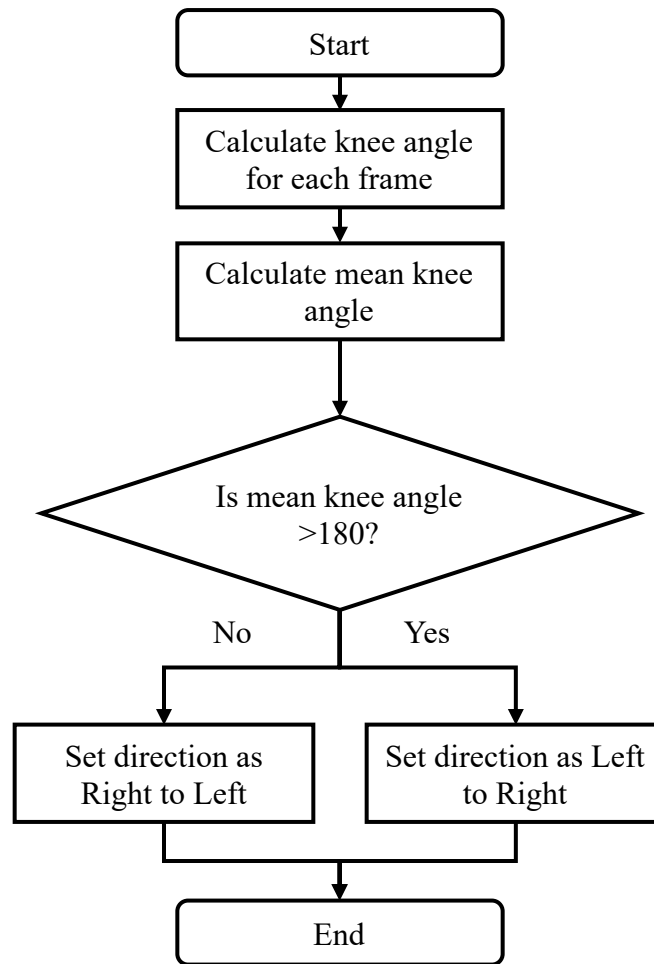 Start
Calculate knee angle
for each frame
Calculate mean knee
angle
Is mean knee angle
>180?
No
Yes
Set direction as
Right to Left
Set direction as Left
to Right
End